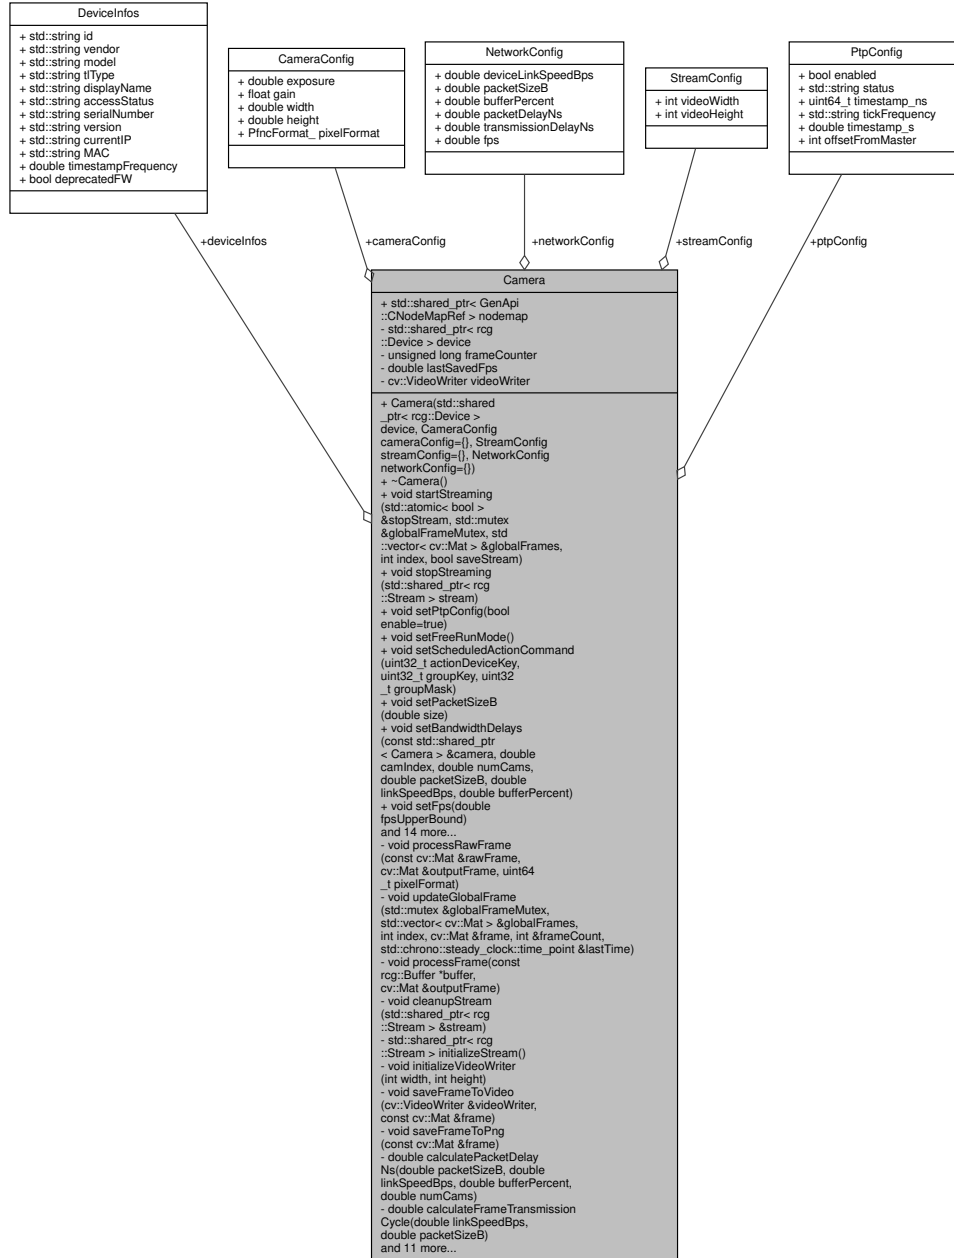 DeviceInfos
+ std::string id
+ std::string vendor
+ std::string model
+ std::string tlType
+ std::string displayName
+ std::string accessStatus
+ std::string serialNumber
+ std::string version
+ std::string currentIP
+ std::string MAC
+ double timestampFrequency
+ bool deprecatedFW
CameraConfig
+ double exposure
+ float gain
+ double width
+ double height
+ PfncFormat_ pixelFormat
NetworkConfig
+ double deviceLinkSpeedBps
+ double packetSizeB
+ double bufferPercent
+ double packetDelayNs
+ double transmissionDelayNs
+ double fps
StreamConfig
+ int videoWidth
+ int videoHeight
PtpConfig
+ bool enabled
+ std::string status
+ uint64_t timestamp_ns
+ std::string tickFrequency
+ double timestamp_s
+ int offsetFromMaster
+deviceInfos
+cameraConfig
+networkConfig
+streamConfig
+ptpConfig
Camera
+ std::shared_ptr< GenApi
::CNodeMapRef > nodemap
- std::shared_ptr< rcg
::Device > device
- unsigned long frameCounter
- double lastSavedFps
- cv::VideoWriter videoWriter
+ Camera(std::shared
_ptr< rcg::Device >
device, CameraConfig
cameraConfig={}, StreamConfig
streamConfig={}, NetworkConfig
networkConfig={})
+ ~Camera()
+ void startStreaming
(std::atomic< bool >
&stopStream, std::mutex
&globalFrameMutex, std
::vector< cv::Mat > &globalFrames,
int index, bool saveStream)
+ void stopStreaming
(std::shared_ptr< rcg
::Stream > stream)
+ void setPtpConfig(bool
enable=true)
+ void setFreeRunMode()
+ void setScheduledActionCommand
(uint32_t actionDeviceKey,
uint32_t groupKey, uint32
_t groupMask)
+ void setPacketSizeB
(double size)
+ void setBandwidthDelays
(const std::shared_ptr
< Camera > &camera, double
camIndex, double numCams,
double packetSizeB, double
linkSpeedBps, double bufferPercent)
+ void setFps(double
fpsUpperBound)
and 14 more...
- void processRawFrame
(const cv::Mat &rawFrame,
cv::Mat &outputFrame, uint64
_t pixelFormat)
- void updateGlobalFrame
(std::mutex &globalFrameMutex,
std::vector< cv::Mat > &globalFrames,
int index, cv::Mat &frame, int &frameCount,
std::chrono::steady_clock::time_point &lastTime)
- void processFrame(const
rcg::Buffer *buffer,
cv::Mat &outputFrame)
- void cleanupStream
(std::shared_ptr< rcg
::Stream > &stream)
- std::shared_ptr< rcg
::Stream > initializeStream()
- void initializeVideoWriter
(int width, int height)
- void saveFrameToVideo
(cv::VideoWriter &videoWriter,
const cv::Mat &frame)
- void saveFrameToPng
(const cv::Mat &frame)
- double calculatePacketDelay
Ns(double packetSizeB, double
linkSpeedBps, double bufferPercent,
double numCams)
- double calculateFrameTransmission
Cycle(double linkSpeedBps,
double packetSizeB)
and 11 more...